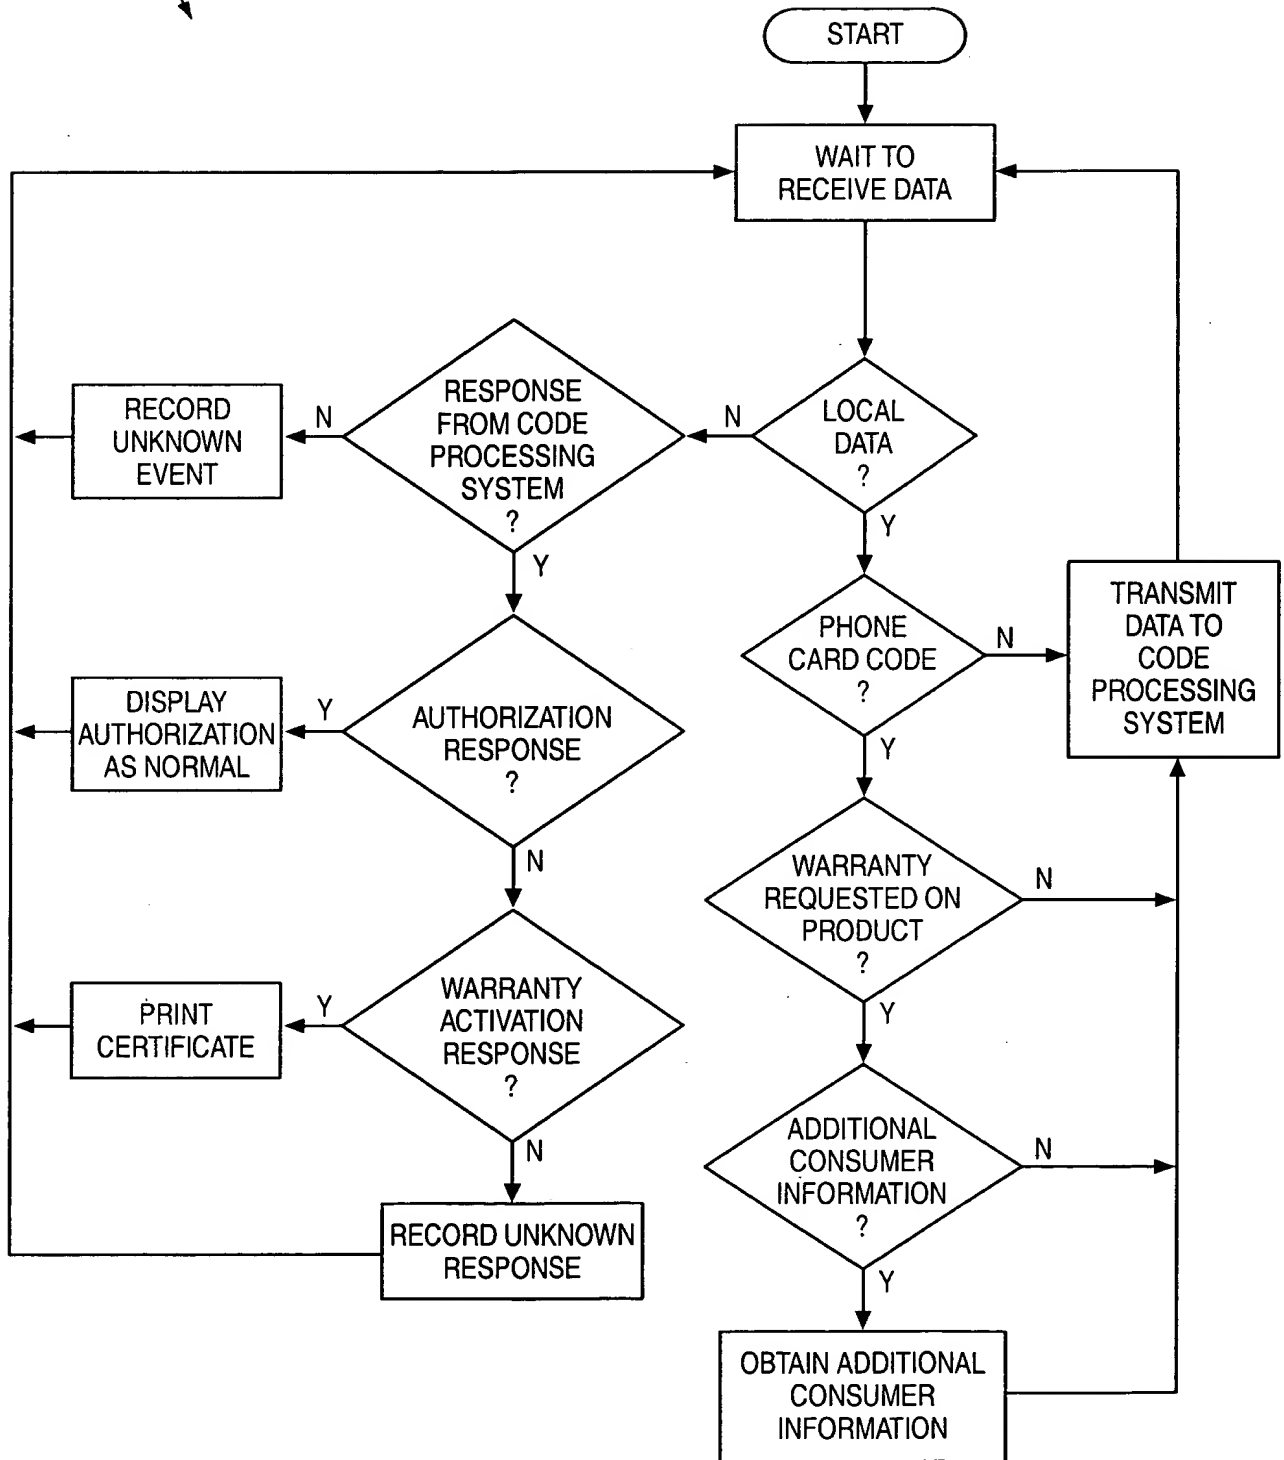 START
WAIT TO
RECEIVE DATA
LOCAL
DATA
?
N
Y
RESPONSE
FROM CODE
PROCESSING
SYSTEM
?
N
Y
RECORD
UNKNOWN
EVENT
PHONE
CARD CODE
?
N
Y
TRANSMIT
DATA TO
CODE
PROCESSING
SYSTEM
AUTHORIZATION
RESPONSE
?
Y
N
DISPLAY
AUTHORIZATION
AS NORMAL
WARRANTY
REQUESTED ON
PRODUCT
?
N
Y
WARRANTY
ACTIVATION
RESPONSE
?
Y
N
PRINT
CERTIFICATE
ADDITIONAL
CONSUMER
INFORMATION
?
N
Y
RECORD UNKNOWN
RESPONSE
OBTAIN ADDITIONAL
CONSUMER
INFORMATION